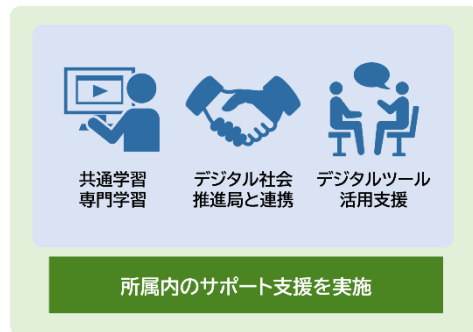 共通学習
専門学習
デジタル社会
推進局と連携
デジタルツール
活用支援
所属内のサポート支援を実施